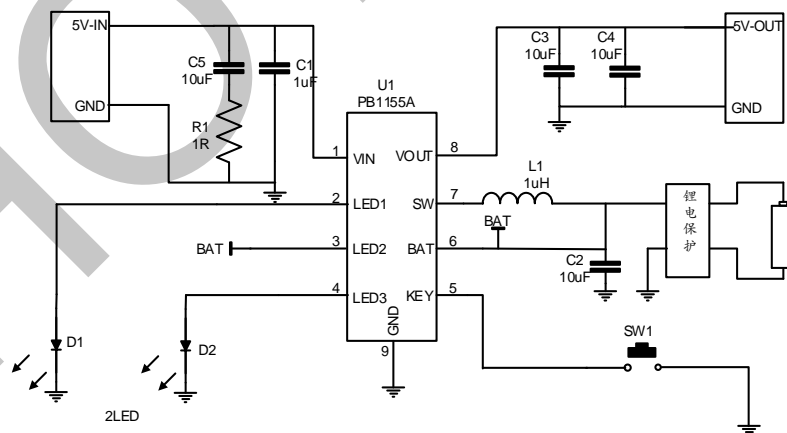 5V-IN
GND
C5
10uF
C1
1uF
R1
1R
U1
PB1155A
1
VIN
2
LED1
3
LED2
4
LED3
VOUT
8
SW
7
BAT
6
KEY
5
GND
9
C3
10uF
C4
10uF
5V-OUT
GND
L1
1uH
BAT
BAT
C2
10uF
锂电保护
SW1
D1
D2
2LED